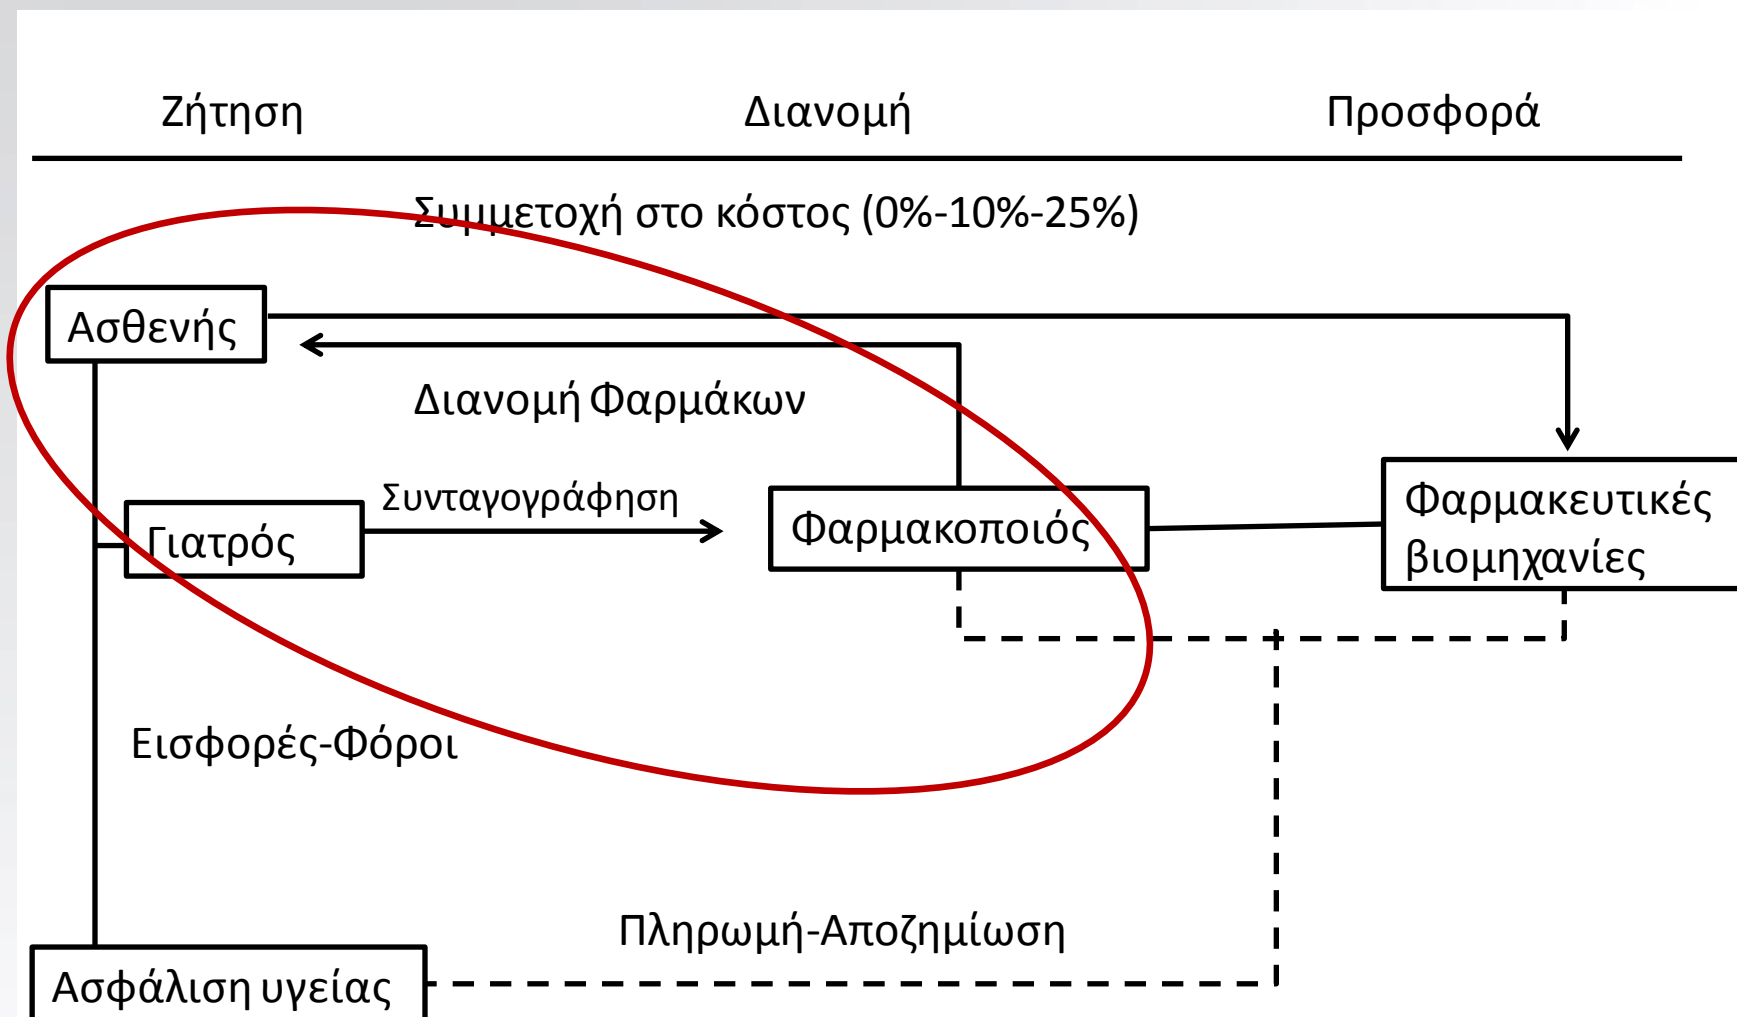 Ζήτηση
Διανομή
Προσφορά
Συμμετοχή στο κόστος (0%-10%-25%)
Ασθενής
Διανομή Φαρμάκων
Συνταγογράφηση
Γιατρός
Φαρμακοποιός
Φαρμακευτικές
βιομηχανίες
Εισφορές-Φόροι
Πληρωμή-Αποζημίωση
Ασφάλιση υγείας